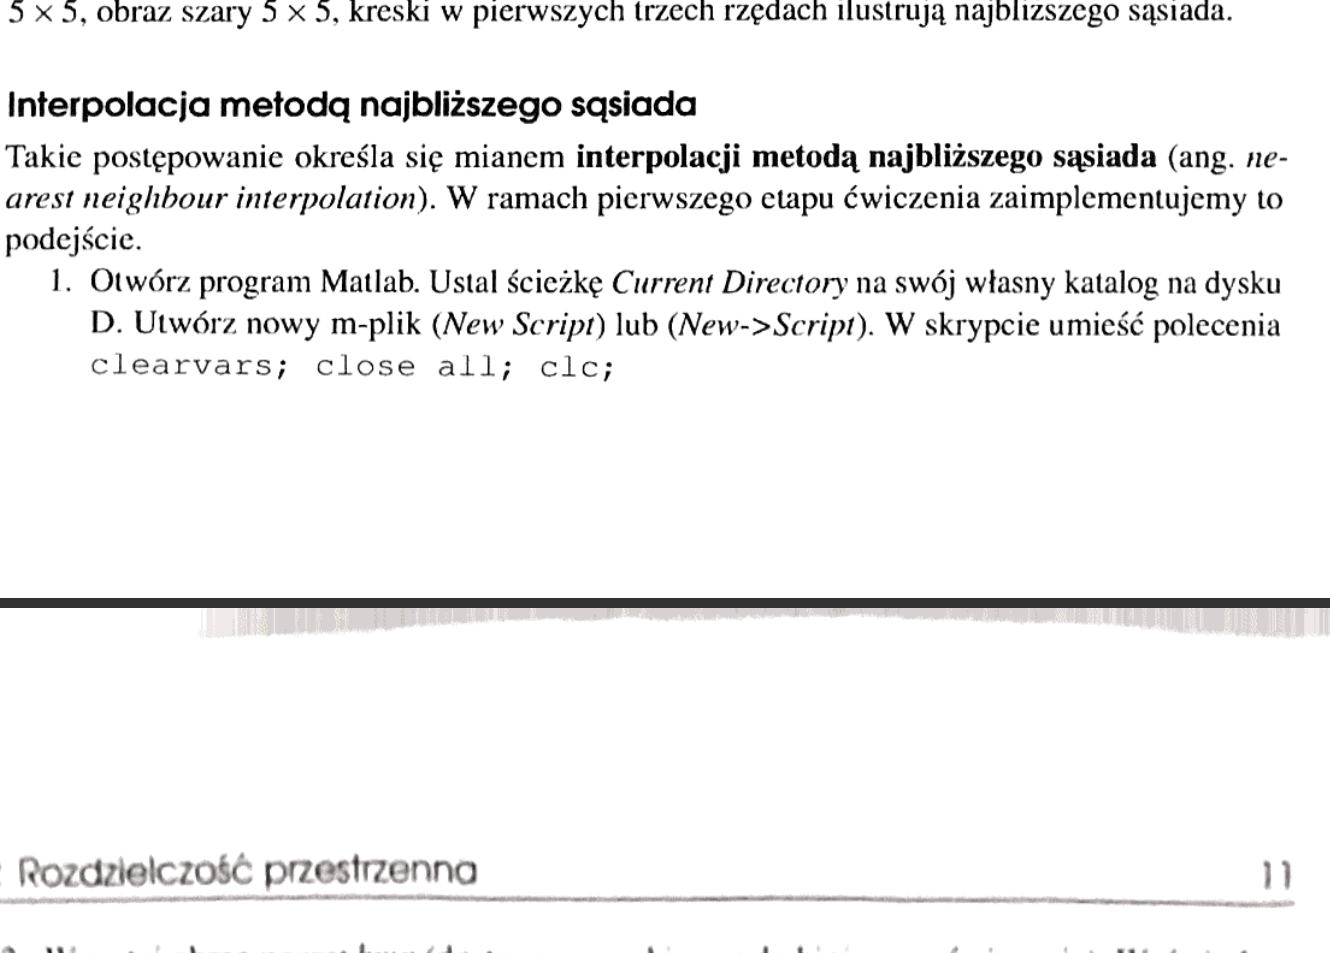 5 × 5, obraz szary 5 × 5, kreski w pierwszych trzech rzędach ilustrują najbliższego sąsiada.
Interpolacja metodą najbliższego sąsiada
Takie postępowanie określa się mianem interpolacji metodą najbliższego sąsiada (ang. ne-
arest neighbour interpolation). W ramach pierwszego etapu ćwiczenia zaimplementujemy to
podejście.
1. Otwórz program Matlab. Ustal ścieżkę Current Directory na swój własny katalog na dysku
D. Utwórz nowy m-plik (New Script) lub (New->Script). W skrypcie umieść polecenia
clearvars; close all; clc;
Rozdzielczość przestrzenna 11